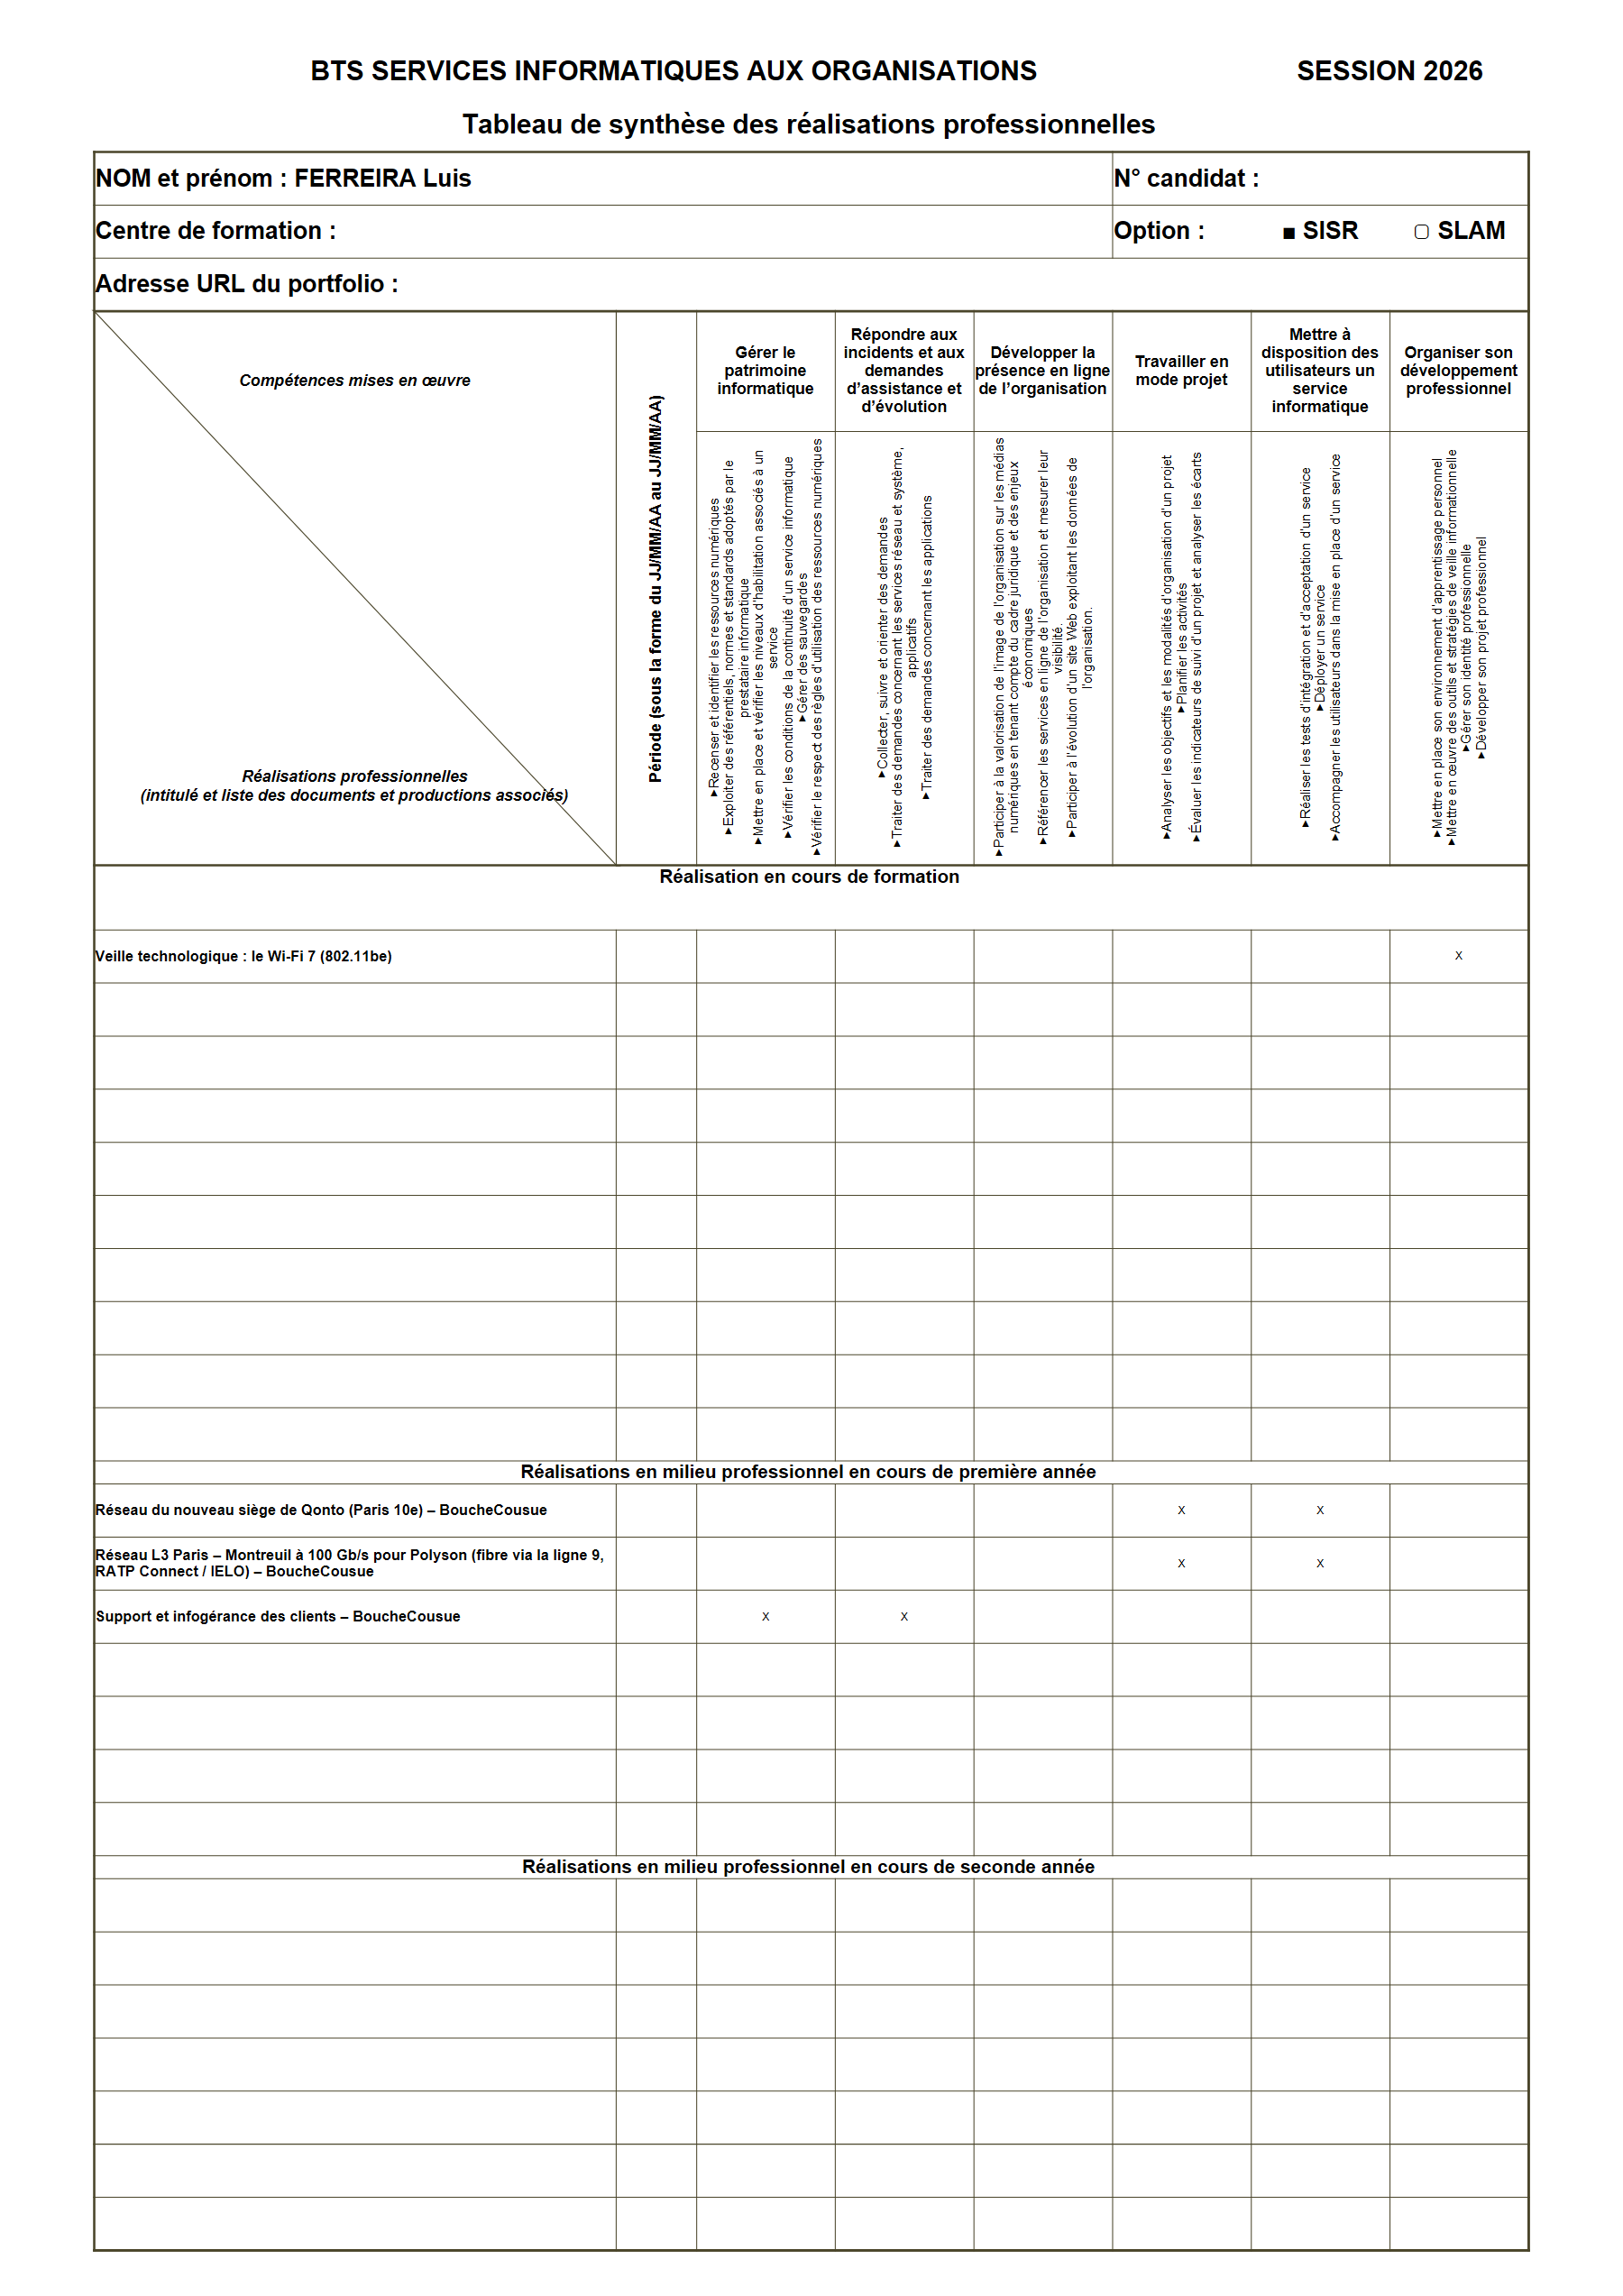 BTS SERVICES INFORMATIQUES AUX ORGANISATIONS SESSION 2026
Tableau de synthèse des réalisations professionnelles
NOM et prénom : FERREIRA Luis
N° candidat :
Centre de formation :
Option : ■ SISR ▢ SLAM
Adresse URL du portfolio :
Compétences mises en œuvre
Réalisations professionnelles
(intitulé et liste des documents et productions associés)
Période (sous la forme du JJ/MM/AA au JJ/MM/AA)
Gérer le
patrimoine
informatique
Répondre aux
incidents et aux
demandes
d'assistance et
d'évolution
Développer la
présence en ligne
de l'organisation
Travailler en
mode projet
Mettre à
disposition des
utilisateurs un
service
informatique
Organiser son
développement
professionnel
►Recenser et identifier les ressources numériques
►Exploiter des référentiels, normes et standards adoptés par le
prestataire informatique
►Mettre en place et vérifier les niveaux d'habilitation associés à un
service
►Vérifier les conditions de la continuité d'un service informatique
►Gérer des sauvegardes
►Vérifier le respect des règles d'utilisation des ressources numériques
►Collecter, suivre et orienter des demandes
►Traiter des demandes concernant les services réseau et système,
applicatifs
►Traiter des demandes concernant les applications
►Participer à la valorisation de l'image de l'organisation sur les médias
numériques en tenant compte du cadre juridique et des enjeux
économiques
►Référencer les services en ligne de l'organisation et mesurer leur
visibilité.
►Participer à l'évolution d'un site Web exploitant les données de
l'organisation.
►Analyser les objectifs et les modalités d'organisation d'un projet
►Planifier les activités
►Évaluer les indicateurs de suivi d'un projet et analyser les écarts
►Réaliser les tests d'intégration et d'acceptation d'un service
►Déployer un service
►Accompagner les utilisateurs dans la mise en place d'un service
►Mettre en place son environnement d'apprentissage personnel
►Mettre en œuvre des outils et stratégies de veille informationnelle
►Gérer son identité professionnelle
►Développer son projet professionnel
Réalisation en cours de formation
Veille technologique : le Wi-Fi 7 (802.11be) X
Réalisations en milieu professionnel en cours de première année
Réseau du nouveau siège de Qonto (Paris 10e) – BoucheCousue X X
Réseau L3 Paris – Montreuil à 100 Gb/s pour Polyson (fibre via la ligne 9,
RATP Connect / IELO) – BoucheCousue X X
Support et infogérance des clients – BoucheCousue X X
Réalisations en milieu professionnel en cours de seconde année